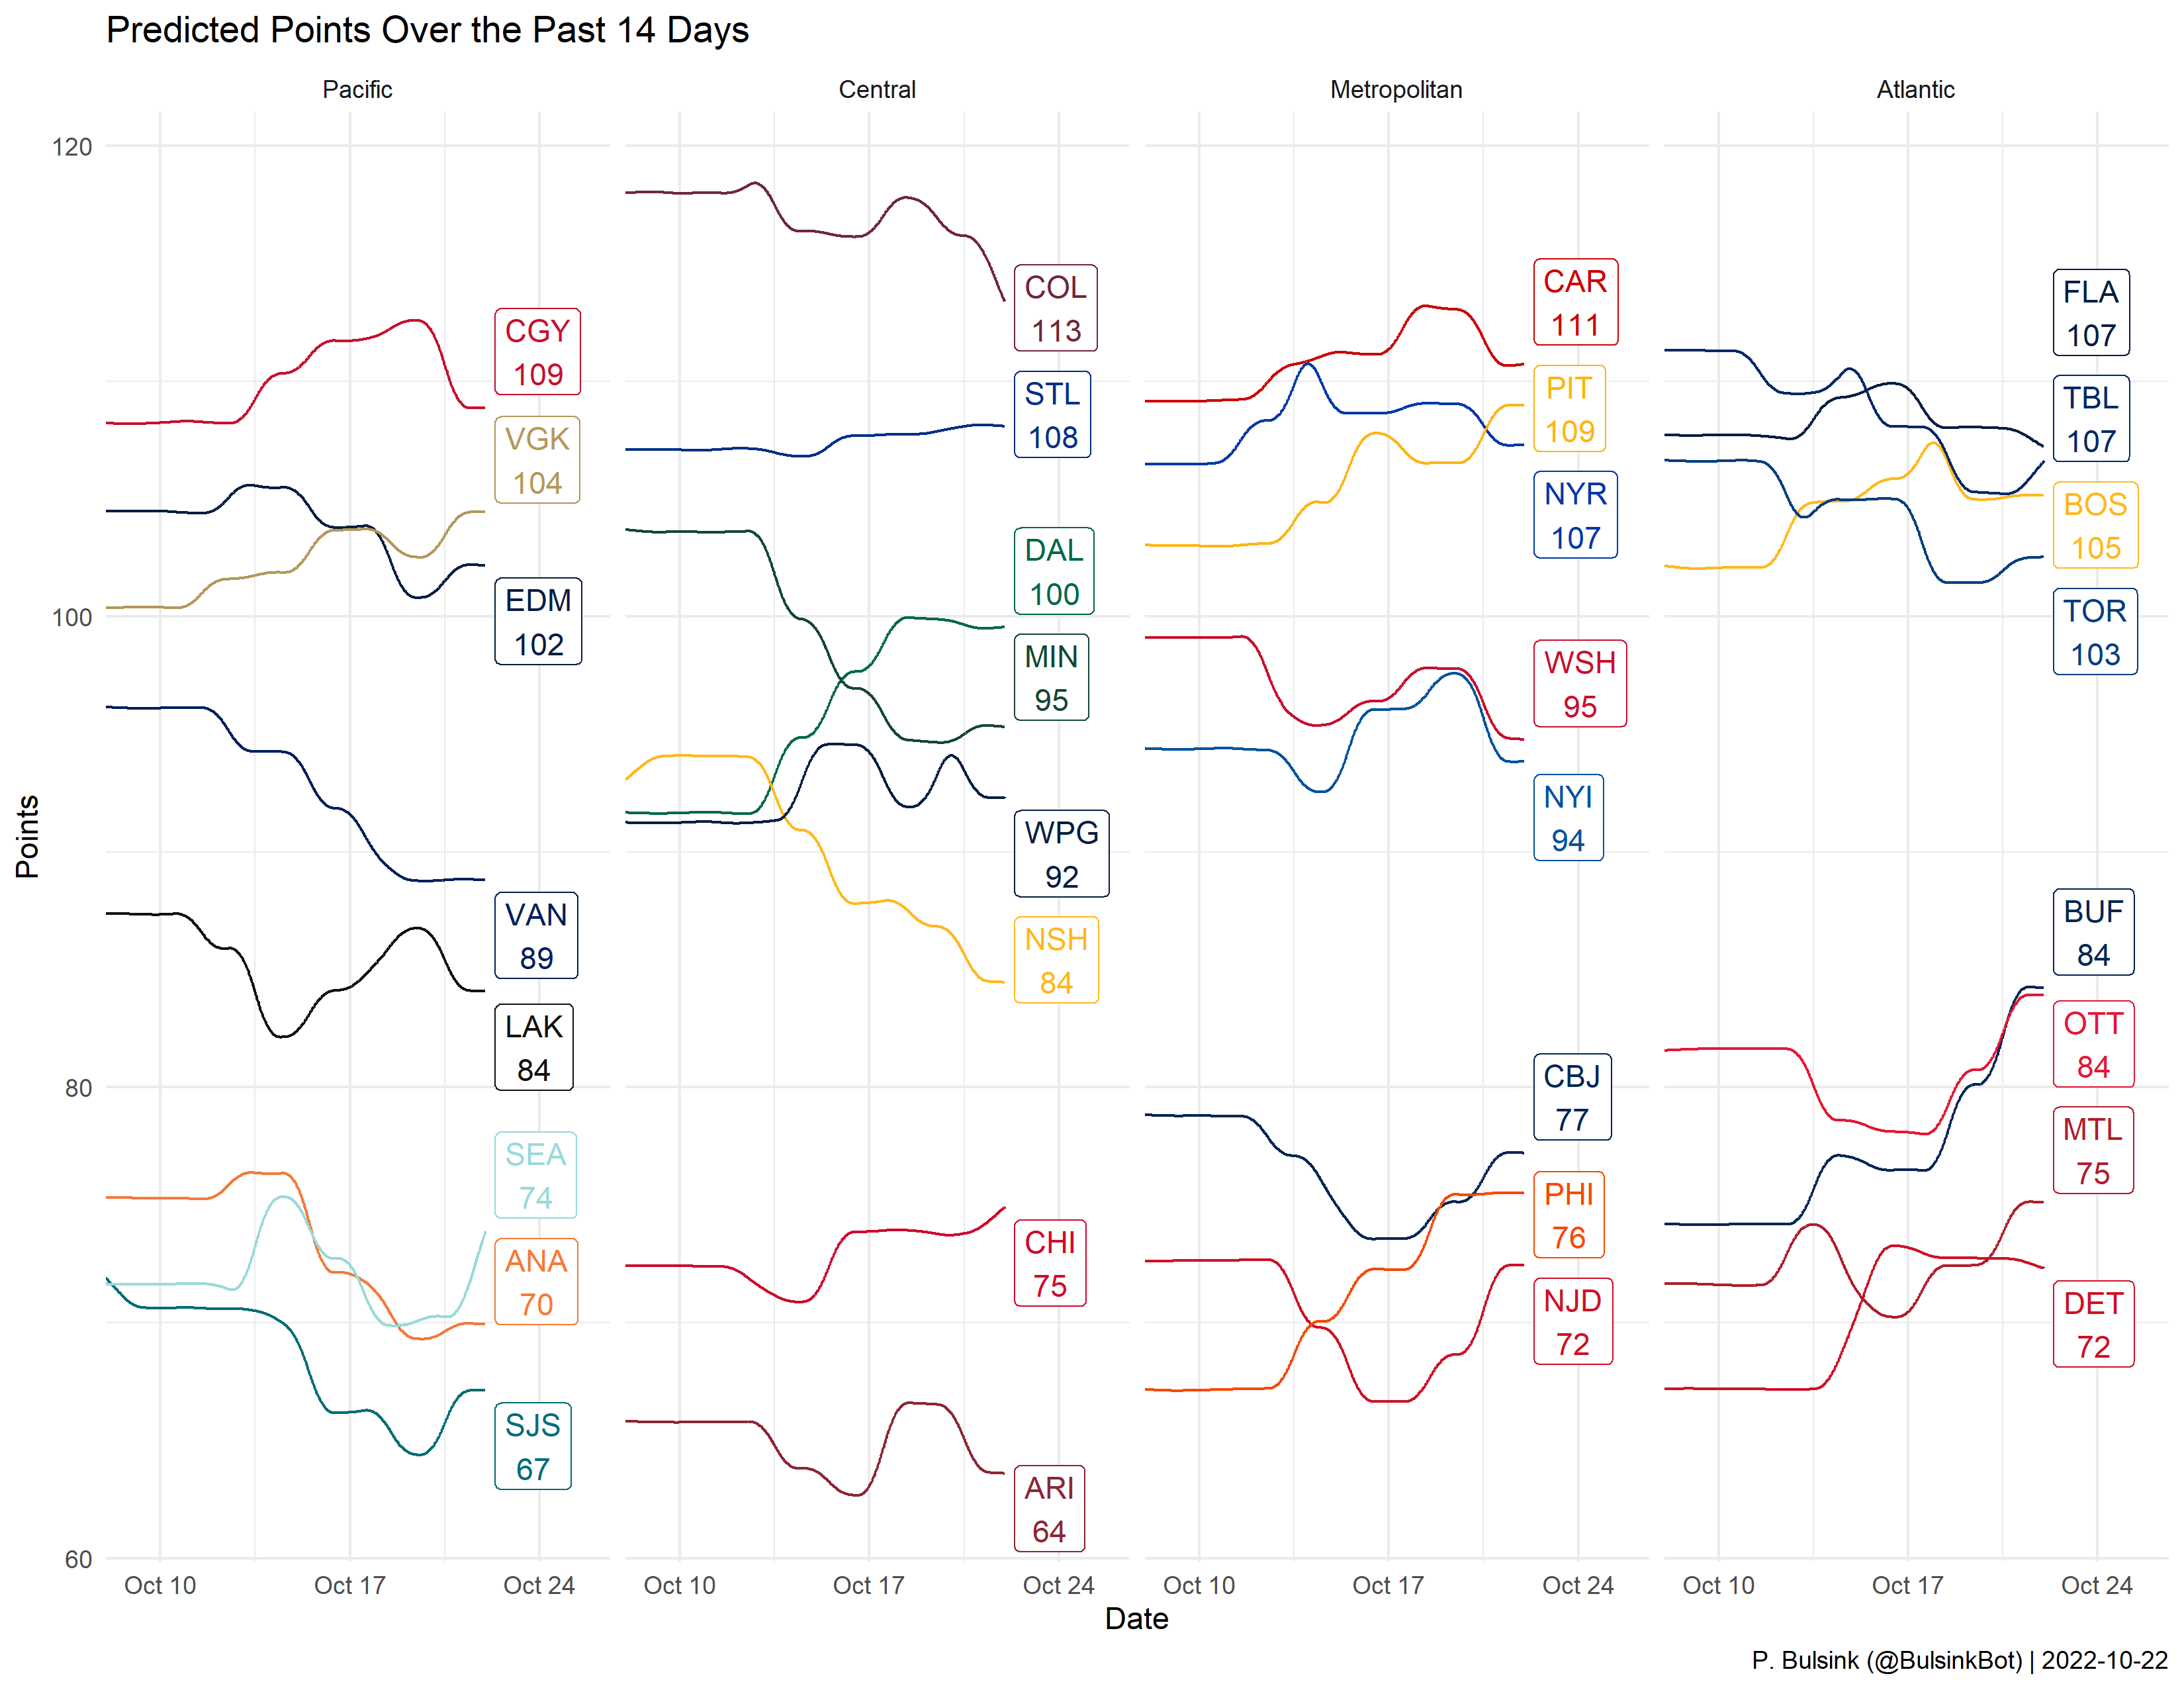 Predicted Points Over the Past 14 Days
Pacific
Central
Metropolitan
Atlantic
Points
120
100
80
60
CGY
109
VGK
104
EDM
102
VAN
89
LAK
84
SEA
74
ANA
70
SJS
67
COL
113
STL
108
DAL
100
MIN
95
WPG
92
NSH
84
CHI
75
ARI
64
CAR
111
PIT
109
NYR
107
WSH
95
NYI
94
CBJ
77
PHI
76
NJD
72
FLA
107
TBL
107
BOS
105
TOR
103
BUF
84
OTT
84
MTL
75
DET
72
Oct 10 Oct 17 Oct 24
Oct 10 Oct 17 Oct 24
Oct 10 Oct 17 Oct 24
Oct 10 Oct 17 Oct 24
Date
P. Bulsink (@BulsinkBot) | 2022-10-22